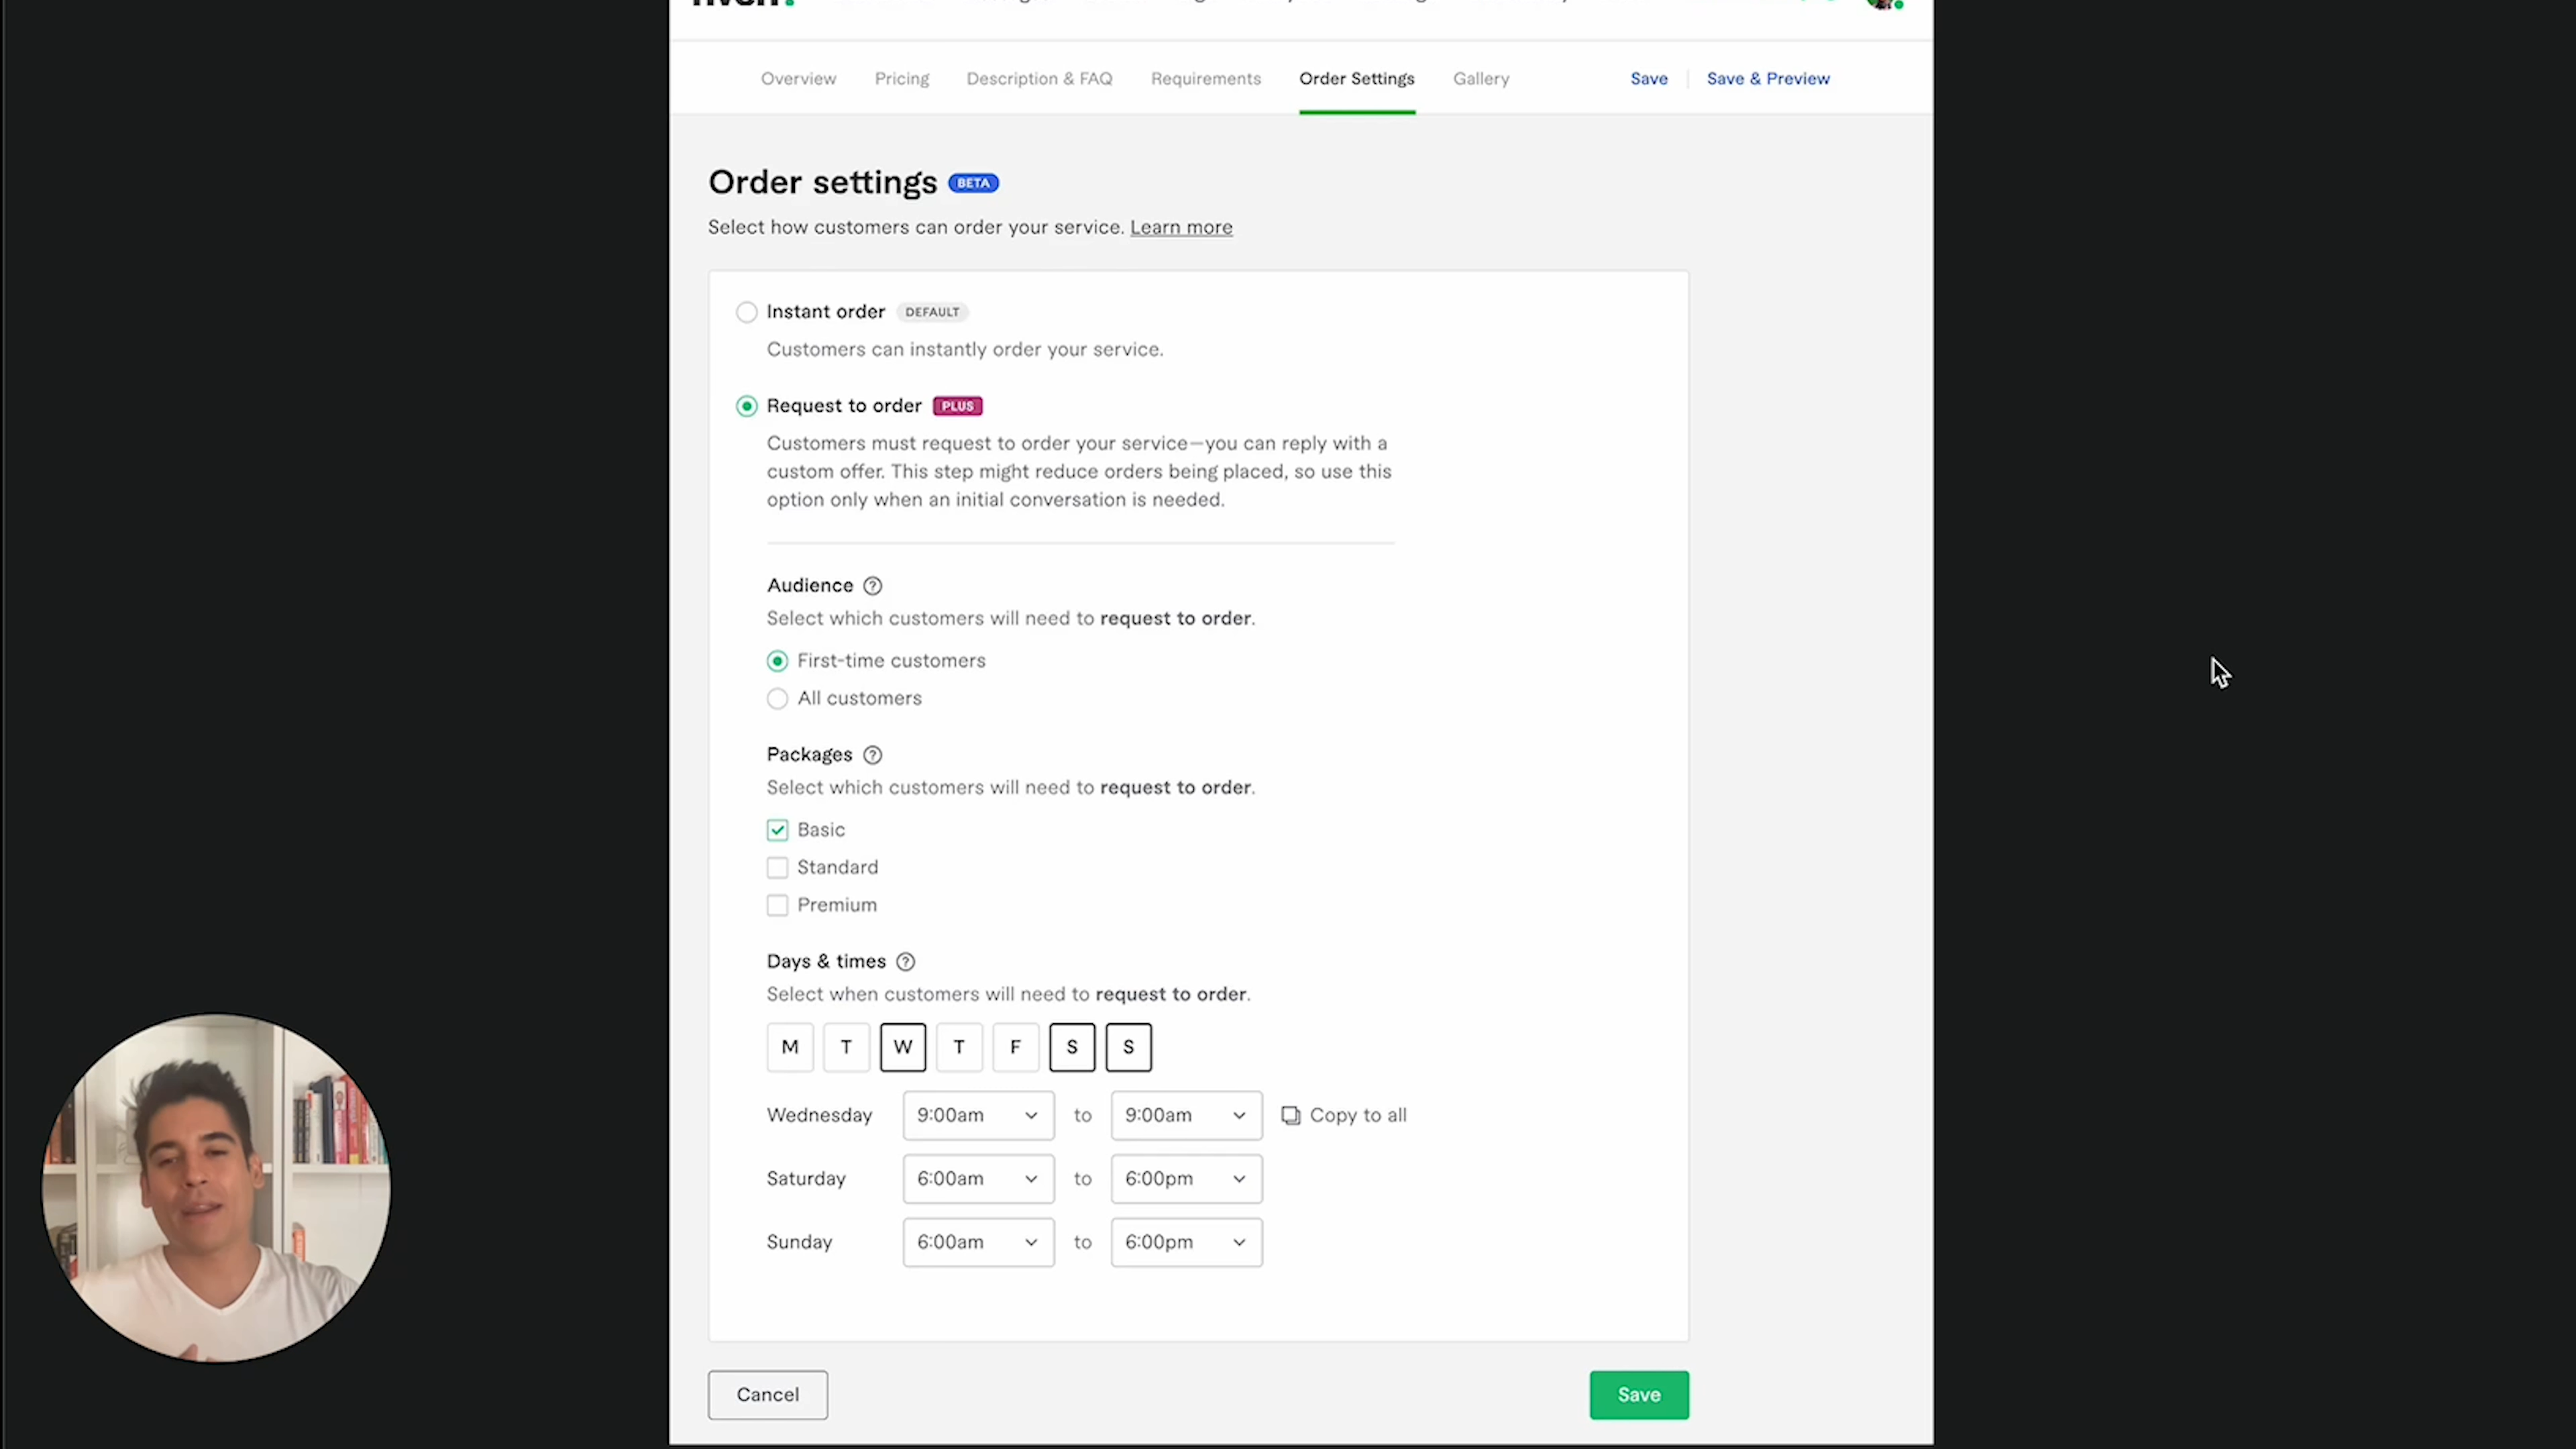 Overview Pricing Description & FAQ Requirements Order Settings Gallery Save Save & Preview
Order settings BETA
Select how customers can order your service. Learn more
Instant order DEFAULT
Customers can instantly order your service.
Request to order PLUS
Customers must request to order your service—you can reply with a
custom offer. This step might reduce orders being placed, so use this
option only when an initial conversation is needed.
Audience ?
Select which customers will need to request to order.
First-time customers
All customers
Packages ?
Select which customers will need to request to order.
Basic
Standard
Premium
Days & times ?
Select when customers will need to request to order.
M T W T F S S
Wednesday 9:00am to 9:00am Copy to all
Saturday 6:00am to 6:00pm
Sunday 6:00am to 6:00pm
Cancel Save